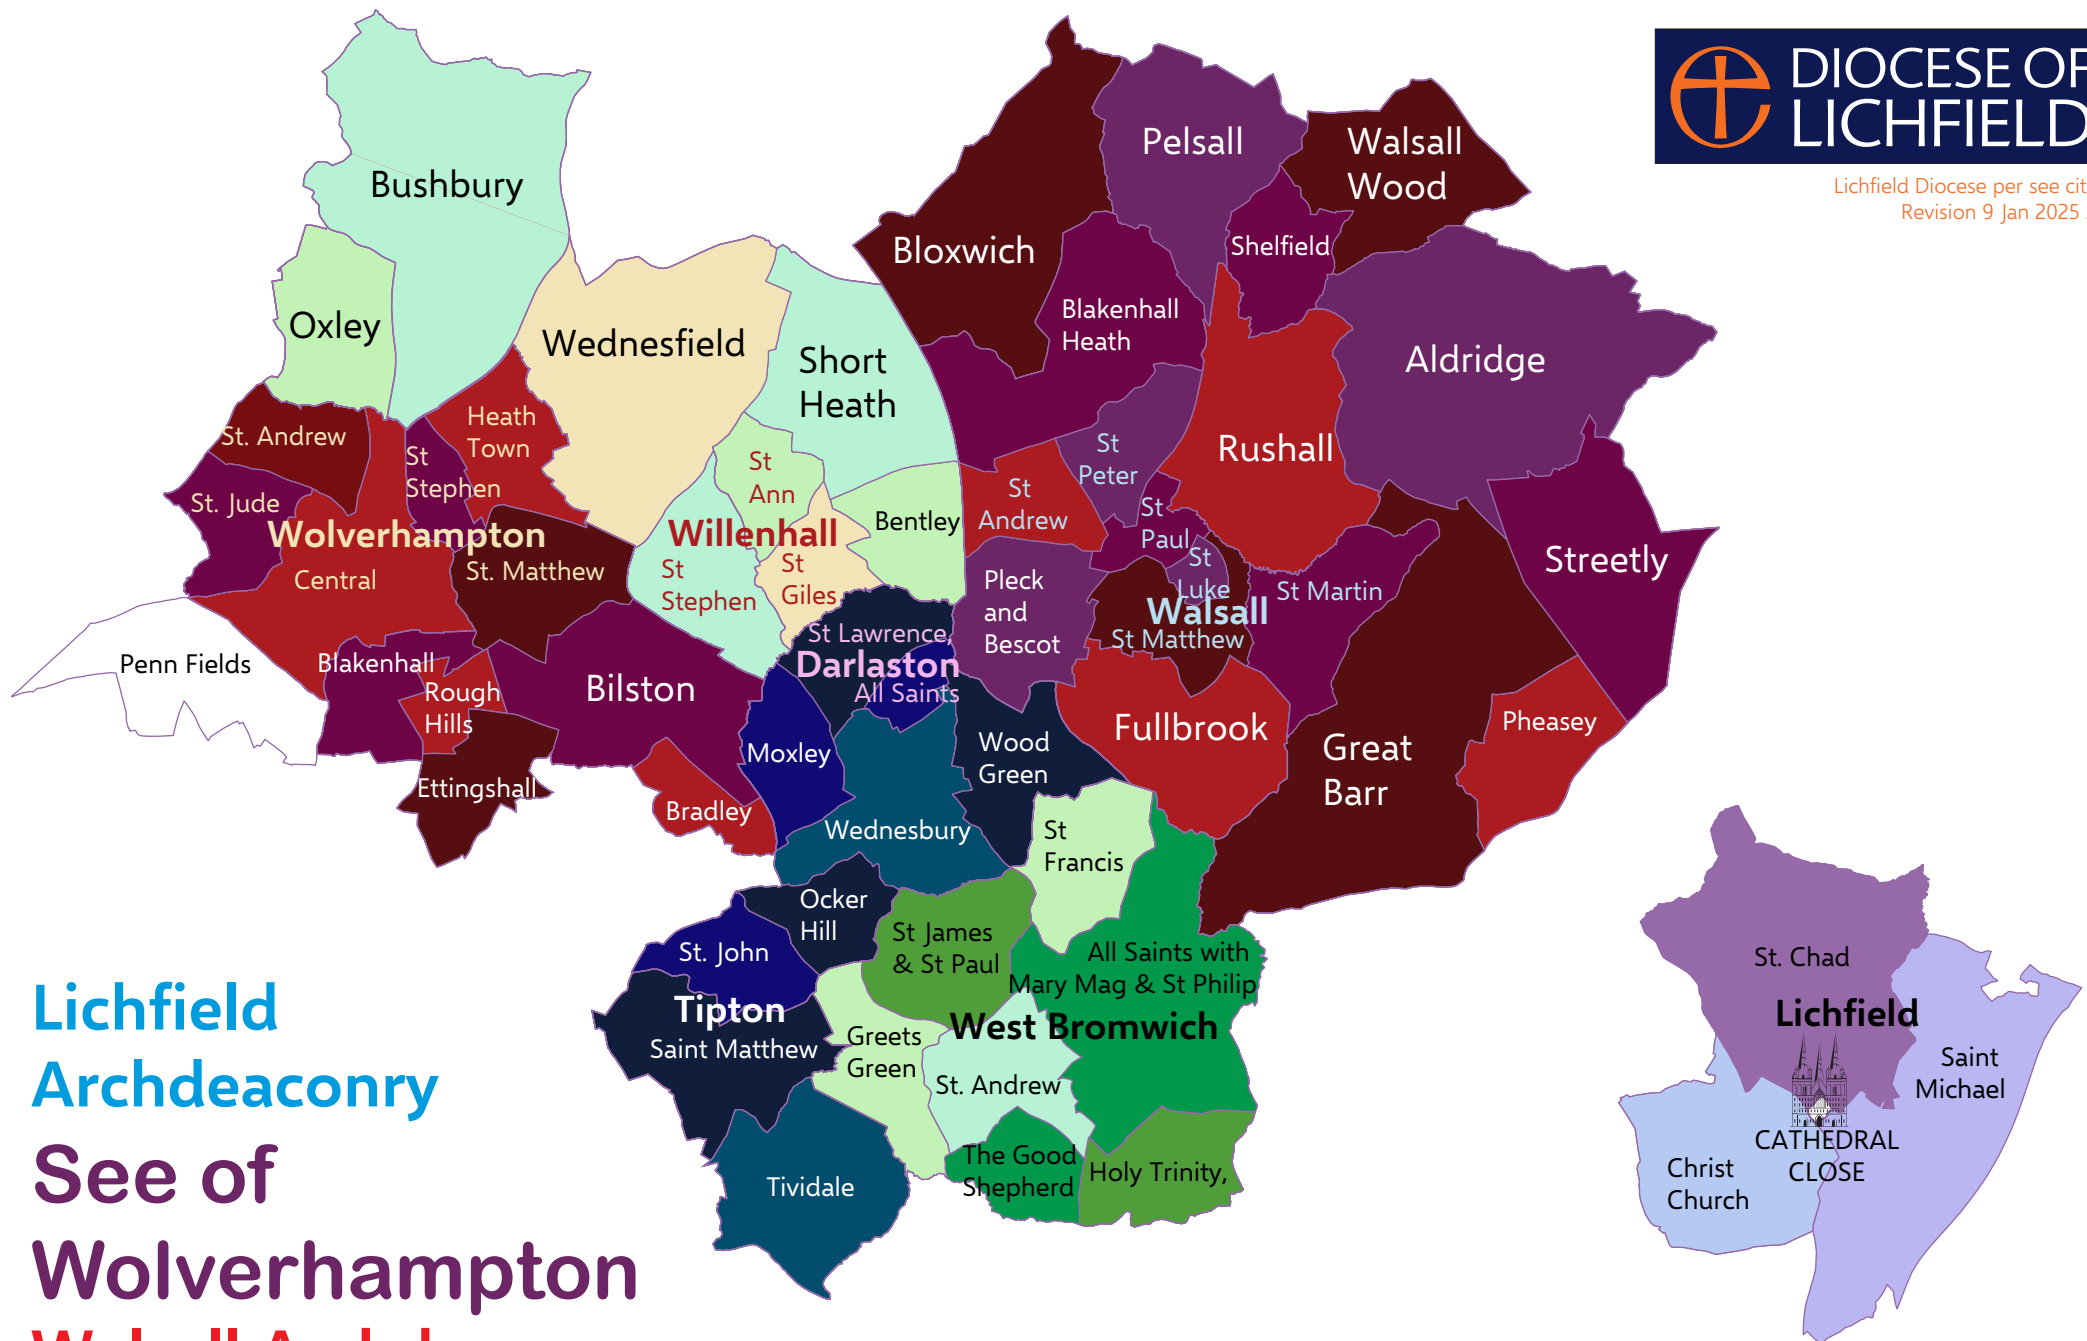 DIOCESE OF
LICHFIELD
Lichfield Diocese per see cit
Revision 9 Jan 2025
Bushbury
Oxley
Wednesfield
Short
Heath
Bloxwich
Pelsall
Walsall
Wood
Shelfield
Blakenhall
Heath
Aldridge
Rushall
Streetly
St. Andrew
St
Stephen
Heath
Town
St. Jude
Wolverhampton
Central
St. Matthew
Penn Fields
Blakenhall
Rough
Hills
Ettingshall
Bilston
Bradley
St
Ann
Willenhall
St
Stephen
St
Giles
Bentley
St
Andrew
St
Peter
St
Paul
St
Luke
Walsall
St Matthew
St Martin
Pleck
and
Bescot
St Lawrence,
Darlaston
All Saints
Moxley
Wood
Green
Wednesbury
Fullbrook
Great
Barr
Pheasey
St
Francis
Ocker
Hill
St James
& St Paul
St. John
Tipton
Saint Matthew
All Saints with
Mary Mag & St Philip
West Bromwich
Greets
Green
St. Andrew
The Good
Shepherd
Holy Trinity,
Tividale
St. Chad
Lichfield
Saint
Michael
CATHEDRAL
CLOSE
Christ
Church
Lichfield
Archdeaconry
See of
Wolverhampton